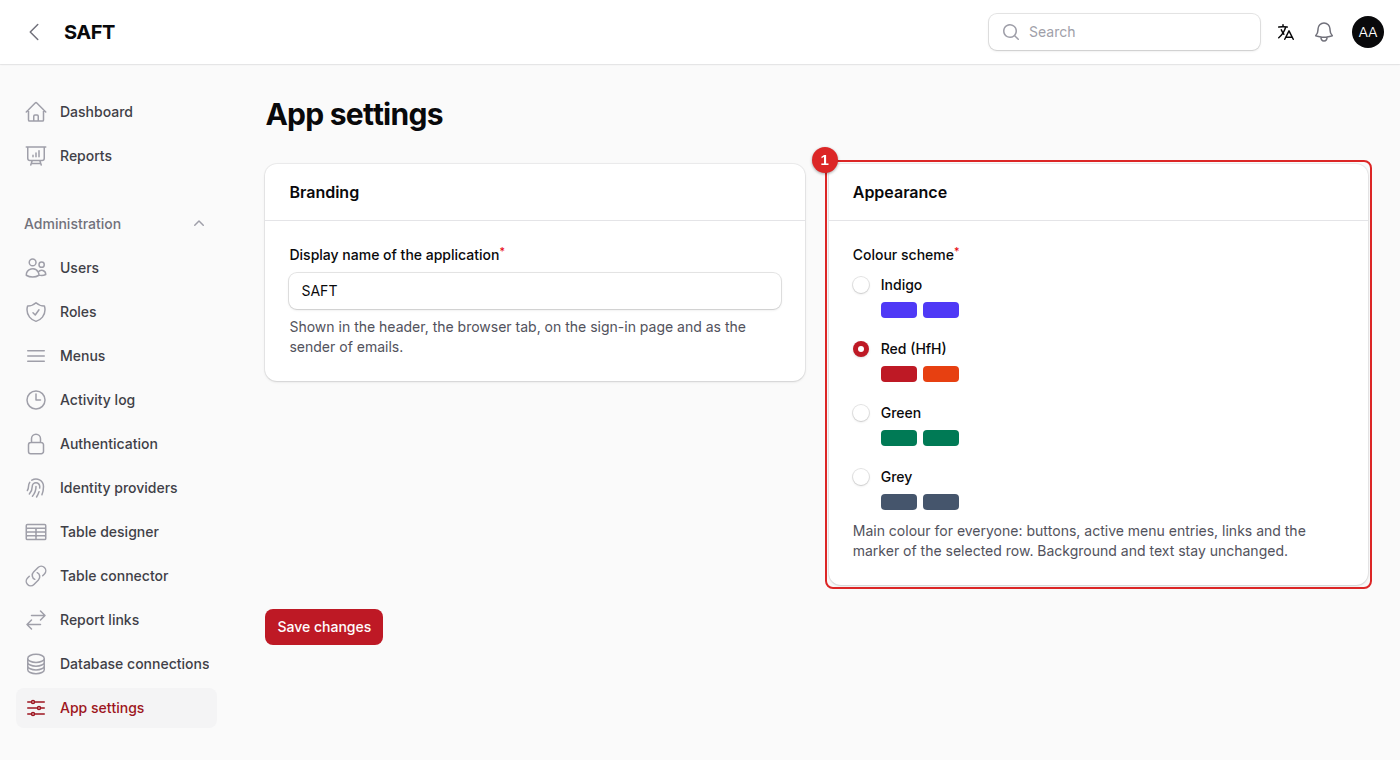 SAFT
Search
AA
Dashboard
Reports
Administration
Users
Roles
Menus
Activity log
Authentication
Identity providers
Table designer
Table connector
Report links
Database connections
App settings
App settings
Branding
Display name of the application*
SAFT
Shown in the header, the browser tab, on the sign-in page and as the
sender of emails.
1
Appearance
Colour scheme*
Indigo
Red (HfH)
Green
Grey
Main colour for everyone: buttons, active menu entries, links and the
marker of the selected row. Background and text stay unchanged.
Save changes